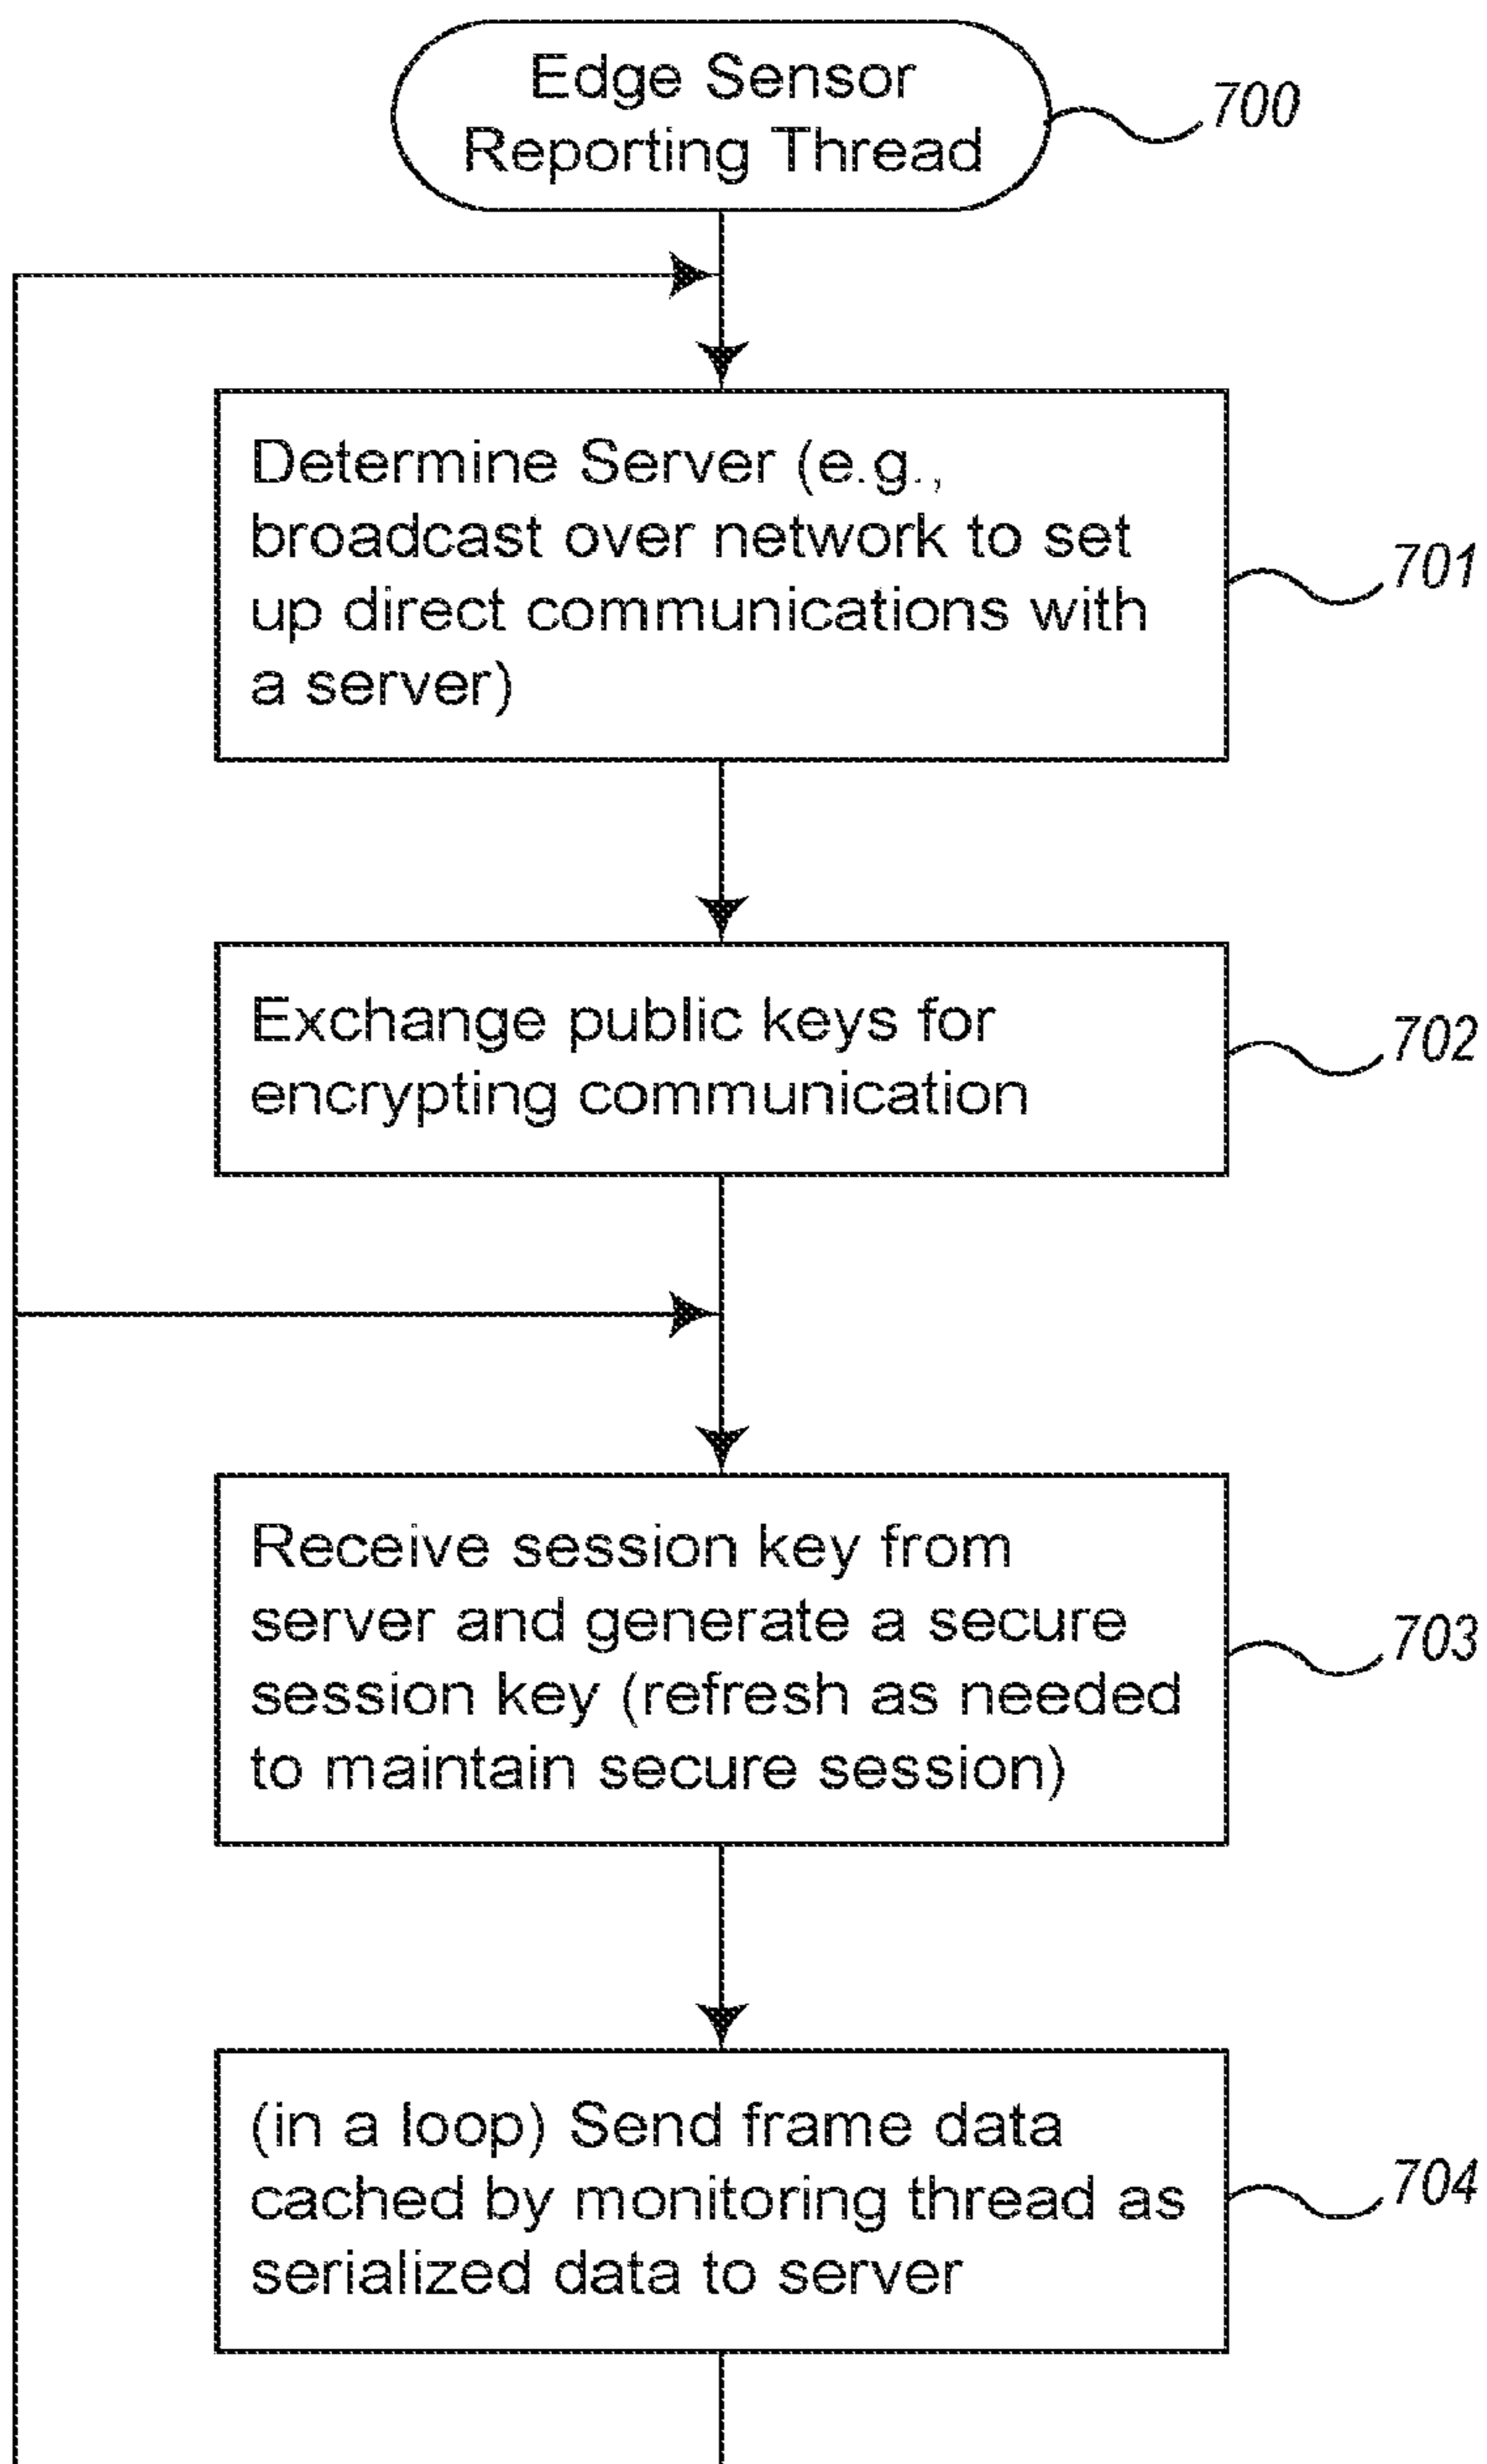 Edge Sensor
Reporting Thread
700
Determine Server (e.g.,
broadcast over network to set
up direct communications with
a server)
701
Exchange public keys for
encrypting communication
702
Receive session key from
server and generate a secure
session key (refresh as needed
to maintain secure session)
703
(in a loop) Send frame data
cached by monitoring thread as
serialized data to server
704